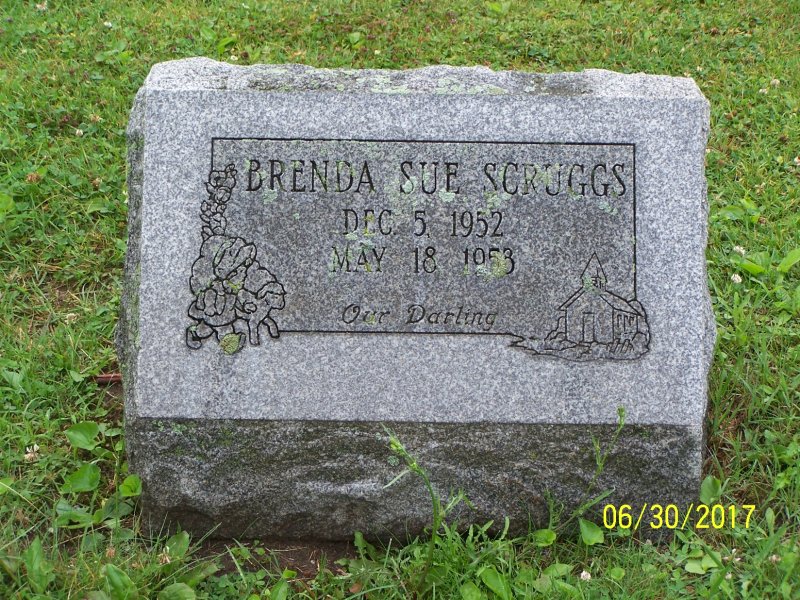 BRENDA SUE SCRUGGS
DEC. 5, 1952
MAY 18 1953
Our Darling
06/30/2017